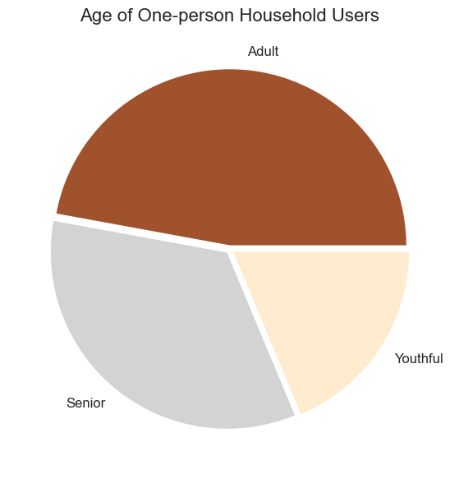 Age of One-person Household Users
Adult
Youthful
Senior